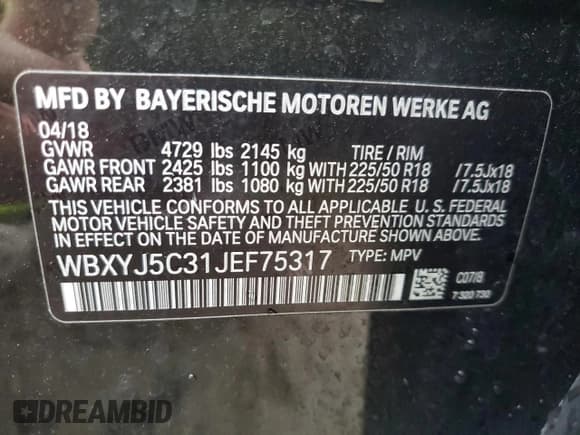 MFD BY BAYERISCHE MOTOREN WERKE AG
04/18
GVWR 4729 lbs 2145 kg TIRE / RIM
GAWR FRONT 2425 lbs 1100 kg WITH 225/50 R18 /7.5Jx18
GAWR REAR 2381 lbs 1080 kg WITH 225/50 R18 /7.5Jx18
THIS VEHICLE CONFORMS TO ALL APPLICABLE U. S. FEDERAL
MOTOR VEHICLE SAFETY AND THEFT PREVENTION
STANDARDS IN EFFECT ON THE DATE OF MANUFACTURE SHOWN
ABOVE.
WBXYJ5C31JEF75317 TYPE: MPV
C07/8
7 320 730
DREAMBID